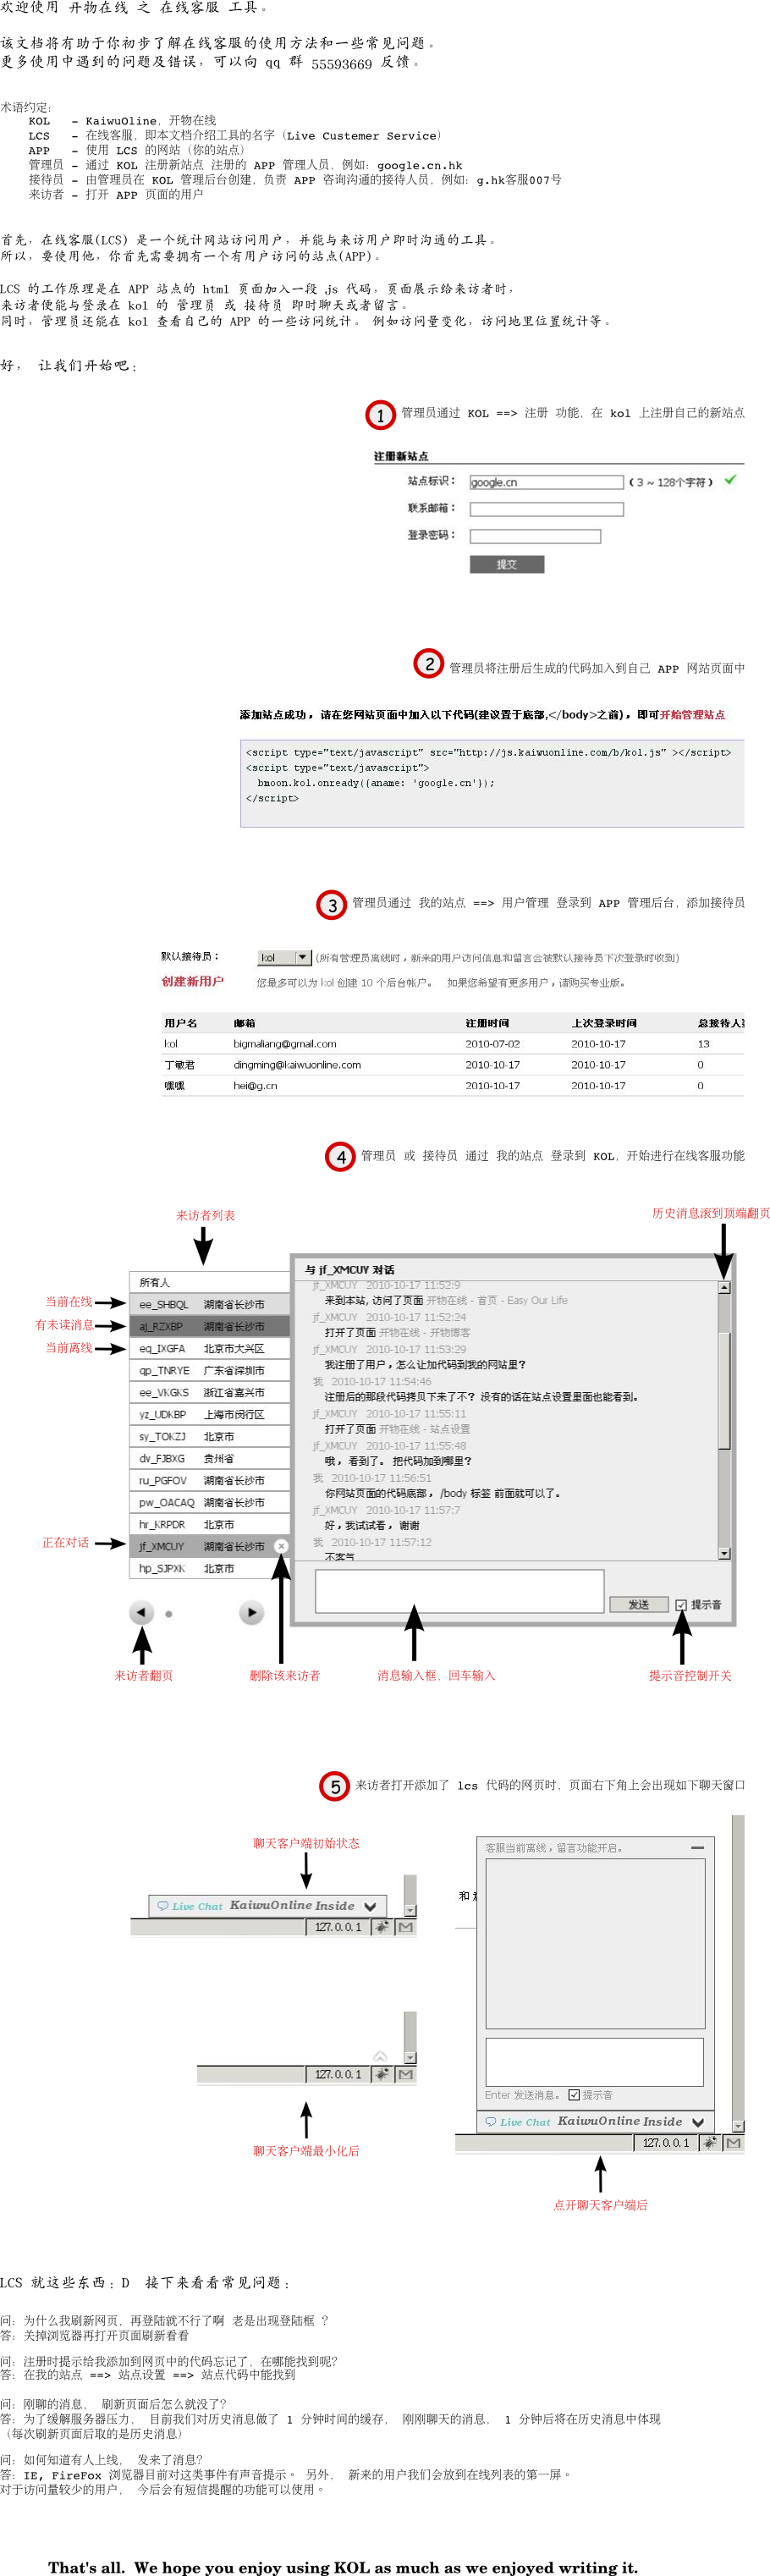 欢迎使用 开物在线 之 在线客服 工具。
该文档将有助于你初步了解在线客服的使用方法和一些常见问题。
更多使用中遇到的问题及错误，可以向 qq 群 55593669 反馈。
术语约定：
KOL - KaiwuOline，开物在线
LCS - 在线客服，即本文档介绍工具的名字（Live Custemer Service）
APP - 使用 LCS 的网站（你的站点）
管理员 - 通过 KOL 注册新站点 注册的 APP 管理人员，例如：google.cn.hk
接待员 - 由管理员在 KOL 管理后台创建，负责 APP 咨询沟通的接待人员，例如：g.hk客服007号
来访者 - 打开 APP 页面的用户
首先，在线客服(LCS) 是一个统计网站访问用户，并能与来访用户即时沟通的工具。
所以，要使用他，你首先需要拥有一个有用户访问的站点(APP)。
LCS 的工作原理是在 APP 站点的 html 页面加入一段 js 代码，页面展示给来访者时，
来访者便能与登录在 kol 的 管理员 或 接待员 即时聊天或者留言。
同时，管理员还能在 kol 查看自己的 APP 的一些访问统计。 例如访问量变化，访问地里位置统计等。
好， 让我们开始吧：
1 管理员通过 KOL ==> 注册 功能，在 kol 上注册自己的新站点
注册新站点
站点标识： google.cn （3 ~ 128个字符）
联系邮箱：
登录密码：
提交
2 管理员将注册后生成的代码加入到自己 APP 网站页面中
添加站点成功，请在您网站页面中加入以下代码(建议置于底部,</body>之前)，即可开始管理站点
<script type="text/javascript" src="http://js.kaiwuonline.com/b/kol.js" ></script>
<script type="text/javascript">
bmoon.kol.onready({aname: 'google.cn'});
</script>
3 管理员通过 我的站点 ==> 用户管理 登录到 APP 管理后台，添加接待员
默认接待员： kol (所有管理员离线时，新来的用户访问信息和留言会被默认接待员下次登录时收到)
创建新用户 您最多可以为 kol 创建 10 个后台帐户。 如果您希望有更多用户，请购买专业版。
用户名 邮箱 注册时间 上次登录时间 总接待人
kol bigmaliang@gmail.com 2010-07-02 2010-10-17 13
丁敏君 dingming@kaiwuonline.com 2010-10-17 2010-10-17 0
嘿嘿 hei@g.cn 2010-10-17 2010-10-17 0
4 管理员 或 接待员 通过 我的站点 登录到 KOL，开始进行在线客服功能
来访者列表
历史消息滚到顶端翻页
当前在线
有未读消息
当前离线
正在对话
所有人
ee_SHBQL 湖南省长沙市
aj_RZXBP 湖南省长沙市
eq_IXGFA 北京市大兴区
qp_TNRYE 广东省深圳市
ee_VKGKS 浙江省嘉兴市
yz_UDKBP 上海市闵行区
sy_TOKZJ 北京市
dv_FJBXG 贵州省
ru_PGFOV 湖南省长沙市
pw_OACAQ 湖南省长沙市
hr_KRPDR 北京市
jf_XMCUY 湖南省长沙市
hp_SJPXK 北京市
与 jf_XMCUY 对话
jf_XMCUY 2010-10-17 11:52:9
来到本站, 访问了页面 开物在线 - 首页 - Easy Our Life
jf_XMCUY 2010-10-17 11:52:24
打开了页面 开物在线 - 开物博客
jf_XMCUY 2010-10-17 11:53:29
我注册了用户，怎么让加代码到我的网站里?
我 2010-10-17 11:54:46
注册后的那段代码拷贝下来了不? 没有的话在站点设置里面也能看到。
jf_XMCUY 2010-10-17 11:55:11
打开了页面 开物在线 - 站点设置
jf_XMCUY 2010-10-17 11:55:48
哦，看到了。 把代码加到哪里?
我 2010-10-17 11:56:51
你网站页面的代码底部， /body 标签 前面就可以了。
jf_XMCUY 2010-10-17 11:57:7
好，我试试看，谢谢
我 2010-10-17 11:57:12
不客气
发送 提示音
来访者翻页
删除该来访者
消息输入框，回车输入
提示音控制开关
5 来访者打开添加了 lcs 代码的网页时，页面右下角上会出现如下聊天窗口
聊天客户端初始状态
Live Chat KaiwuOnline Inside
127.0.0.1
127.0.0.1
聊天客户端最小化后
客服当前离线，留言功能开启。
和
Enter 发送消息。 提示音
Live Chat KaiwuOnline Inside
127.0.0.1
点开聊天客户端后
LCS 就这些东西：D 接下来看看常见问题：
问：为什么我刷新网页，再登陆就不行了啊 老是出现登陆框 ？
答：关掉浏览器再打开页面刷新看看
问：注册时提示给我添加到网页中的代码忘记了，在哪能找到呢？
答：在我的站点 ==> 站点设置 ==> 站点代码中能找到
问：刚聊的消息， 刷新页面后怎么就没了？
答：为了缓解服务器压力， 目前我们对历史消息做了 1 分钟时间的缓存， 刚刚聊天的消息， 1 分钟后将在历史消息中体现
（每次刷新页面后取的是历史消息）
问：如何知道有人上线， 发来了消息？
答：IE, FireFox 浏览器目前对这类事件有声音提示。 另外， 新来的用户我们会放到在线列表的第一屏。
对于访问量较少的用户， 今后会有短信提醒的功能可以使用。
That's all. We hope you enjoy using KOL as much as we enjoyed writing it.